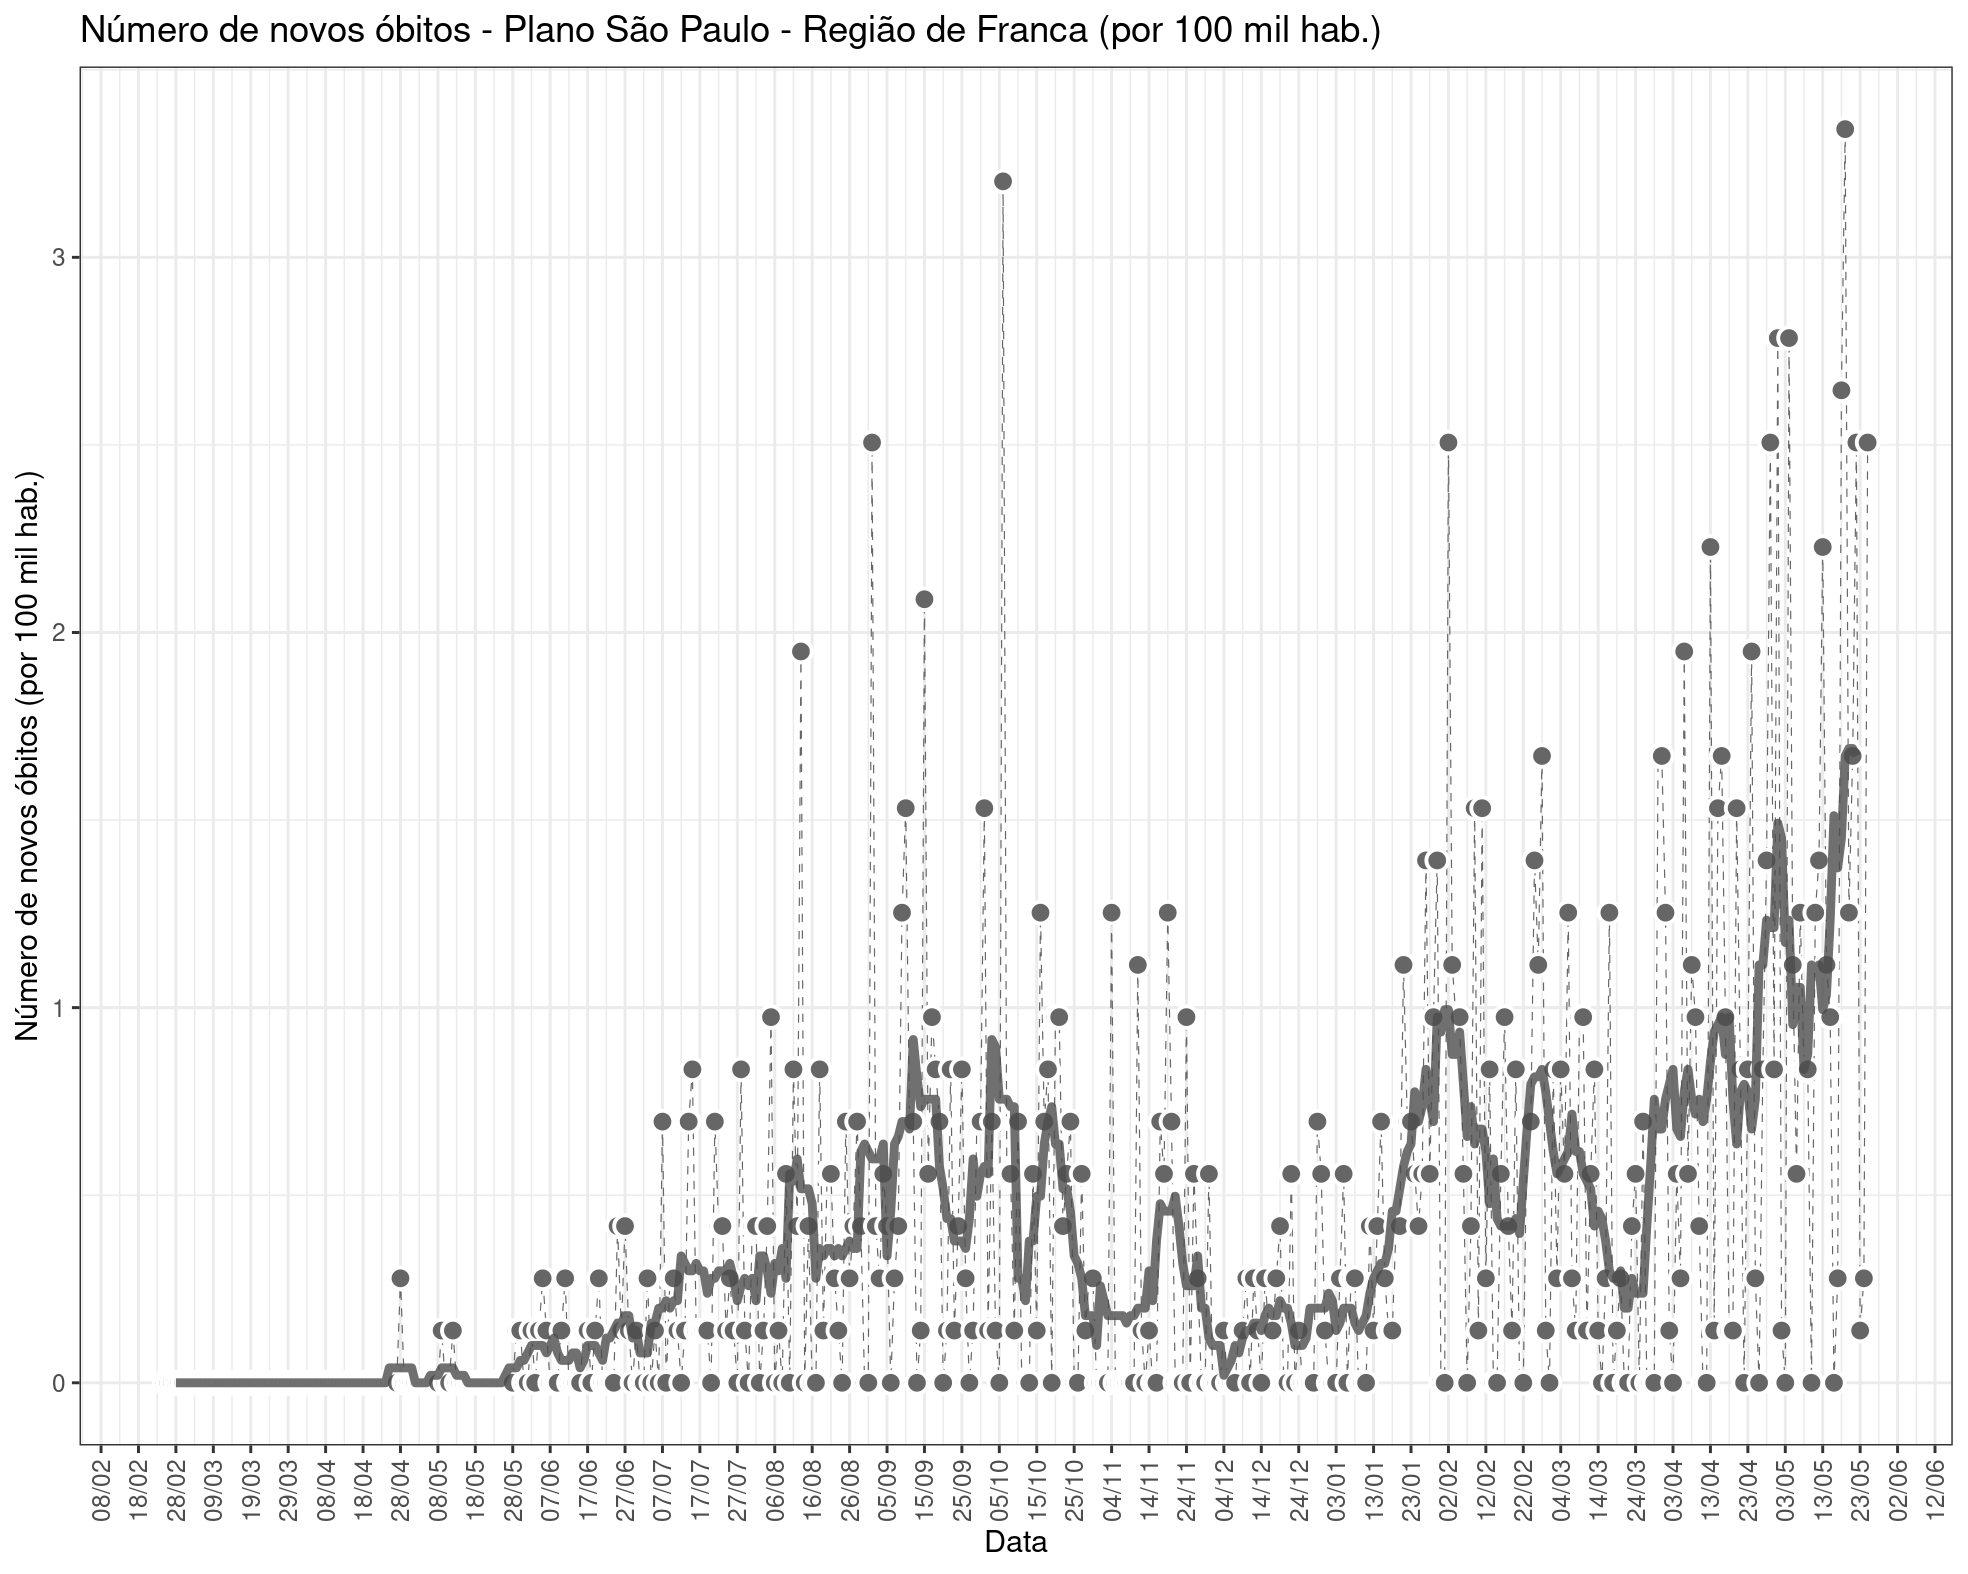 Número de novos óbitos - Plano São Paulo - Região de Franca (por 100 mil hab.)
Número de novos óbitos (por 100 mil hab.)
3
2
1
0
08/02 18/02 28/02 09/03 19/03 29/03 08/04 18/04 28/04 08/05 18/05 28/05 07/06 17/06 27/06 07/07 17/07 27/07 06/08 16/08 26/08 05/09 15/09 25/09 05/10 15/10 25/10 04/11 14/11 24/11 04/12 14/12 24/12 03/01 13/01 23/01 02/02 12/02 22/02 04/03 14/03 24/03 03/04 13/04 23/04 03/05 13/05 23/05 02/06 12/06
Data